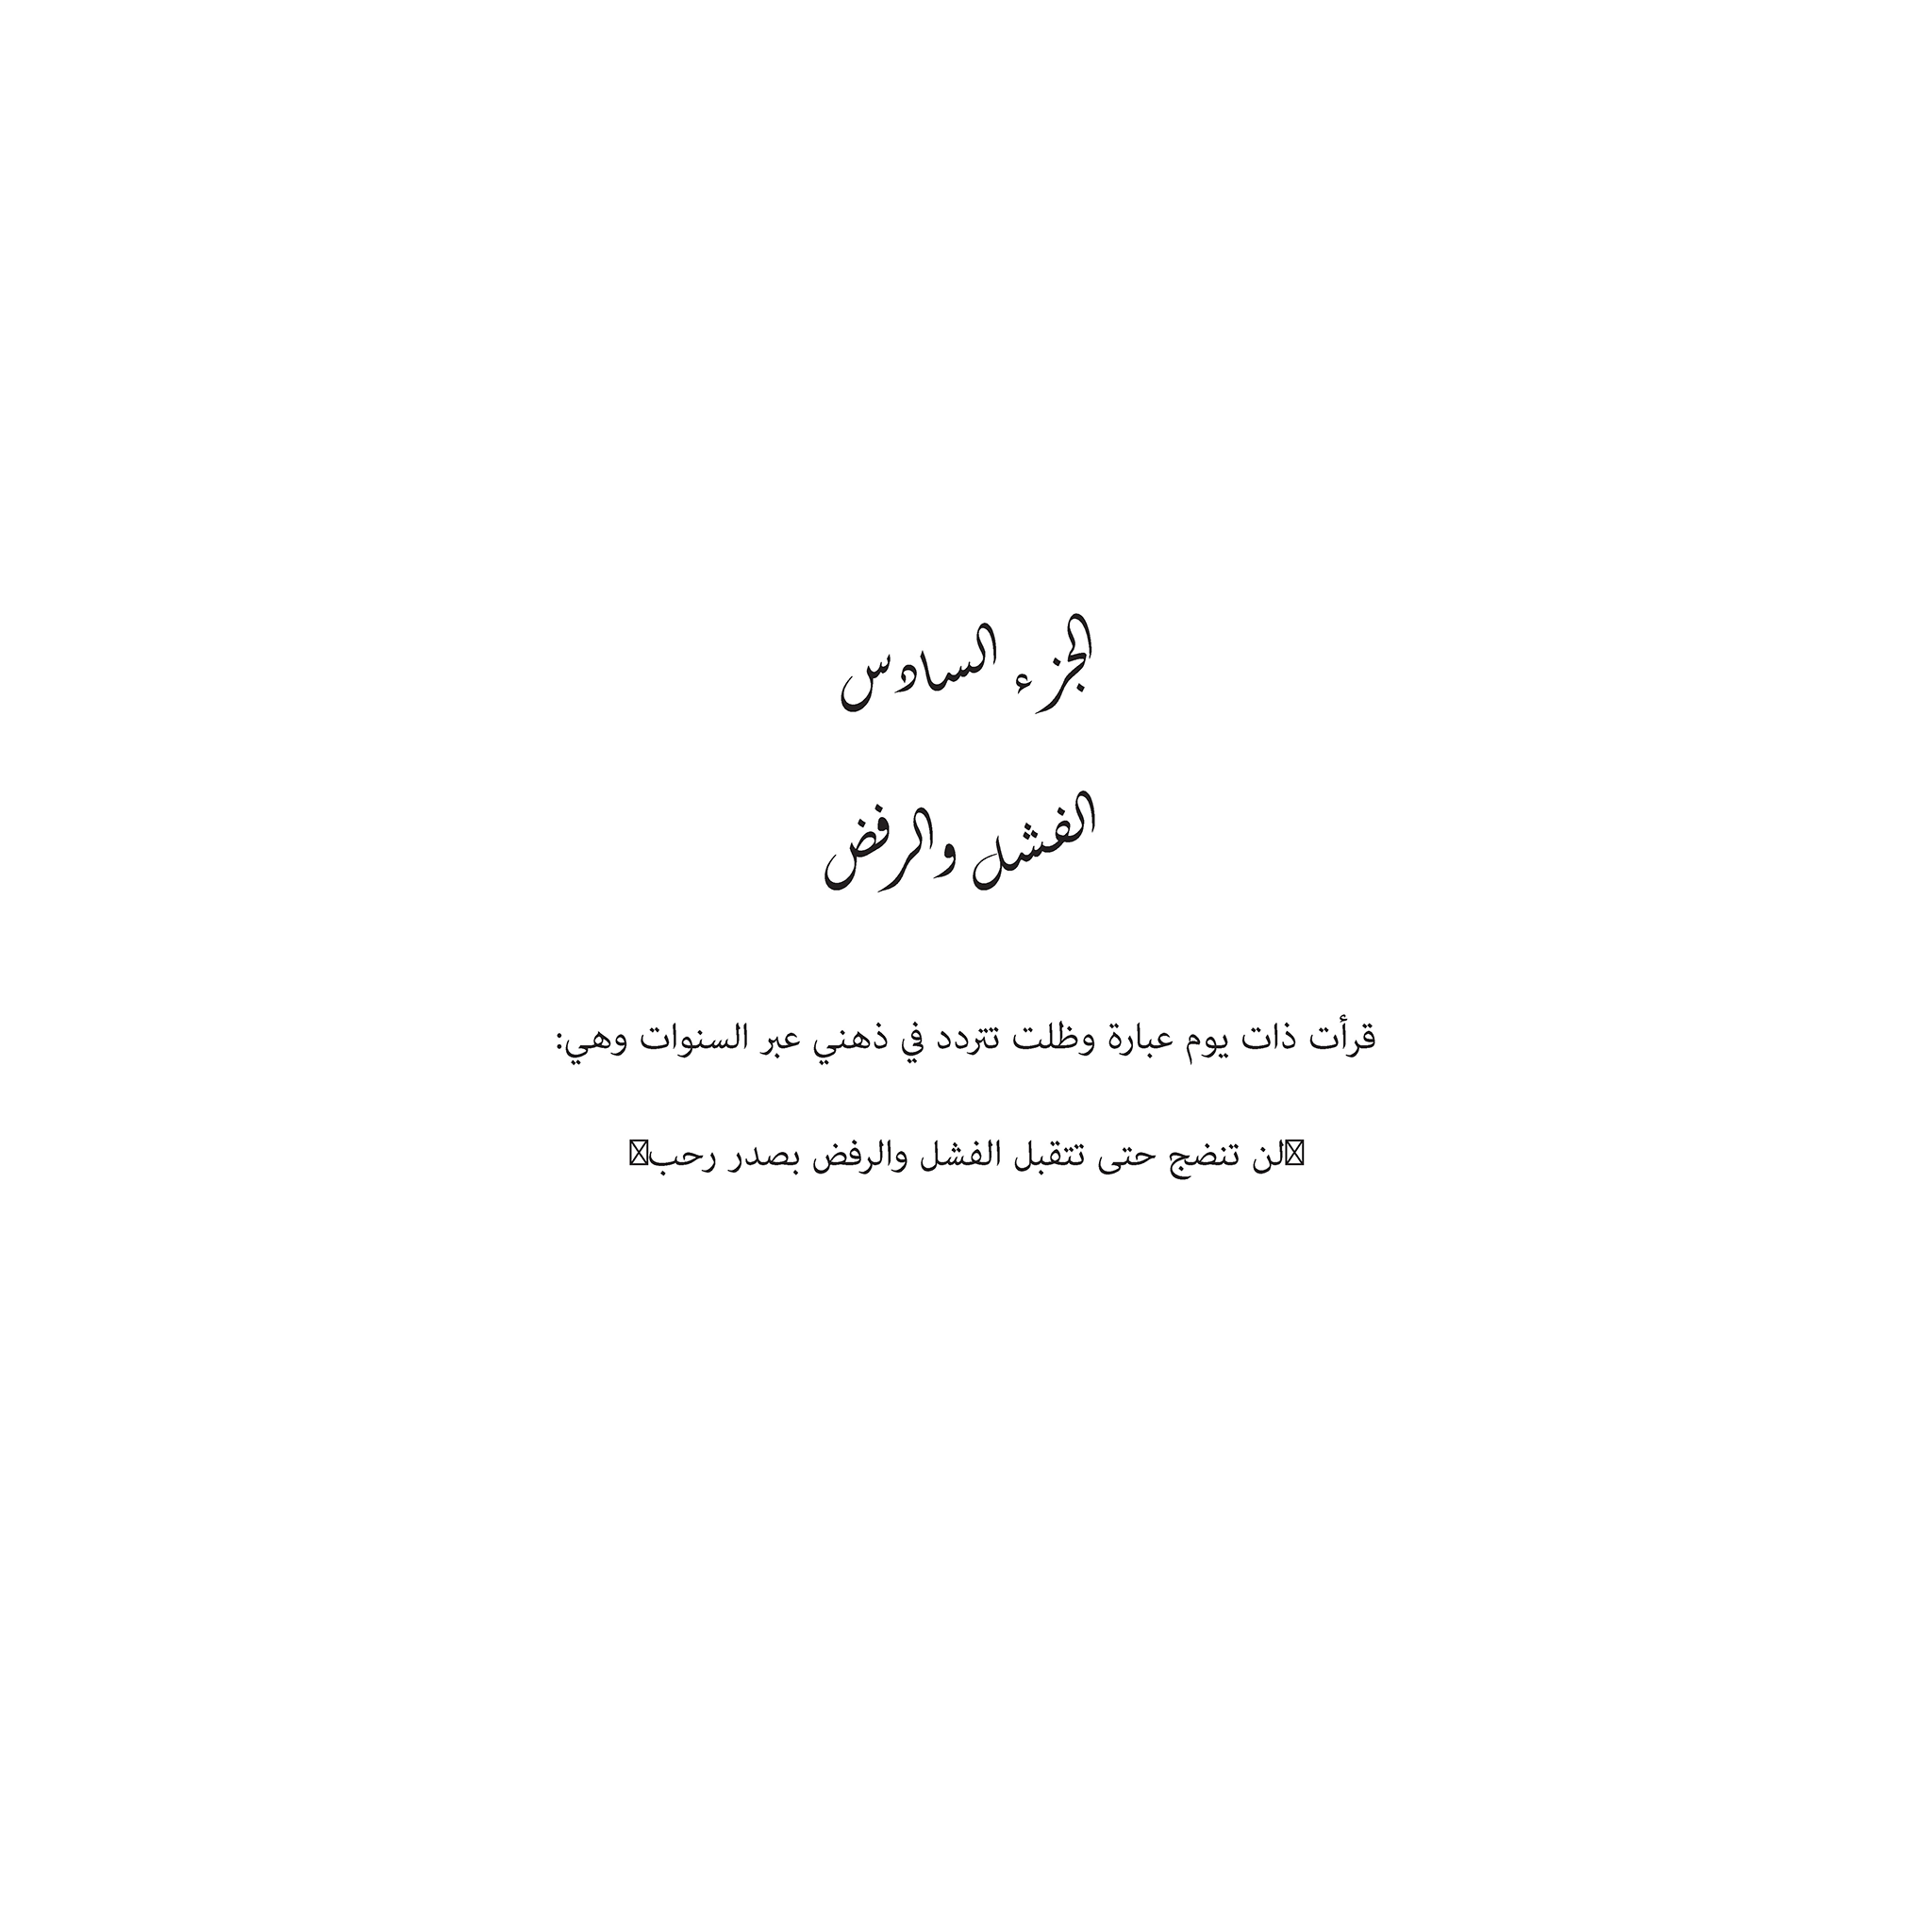 الجزء السادس
الفشل والرفض
قرأت ذات يوم عبارة وظلت تتردد في ذهني عبر السنوات وهي:
لن تنضج حتى تتقبل الفشل والرفض بصدر رحب